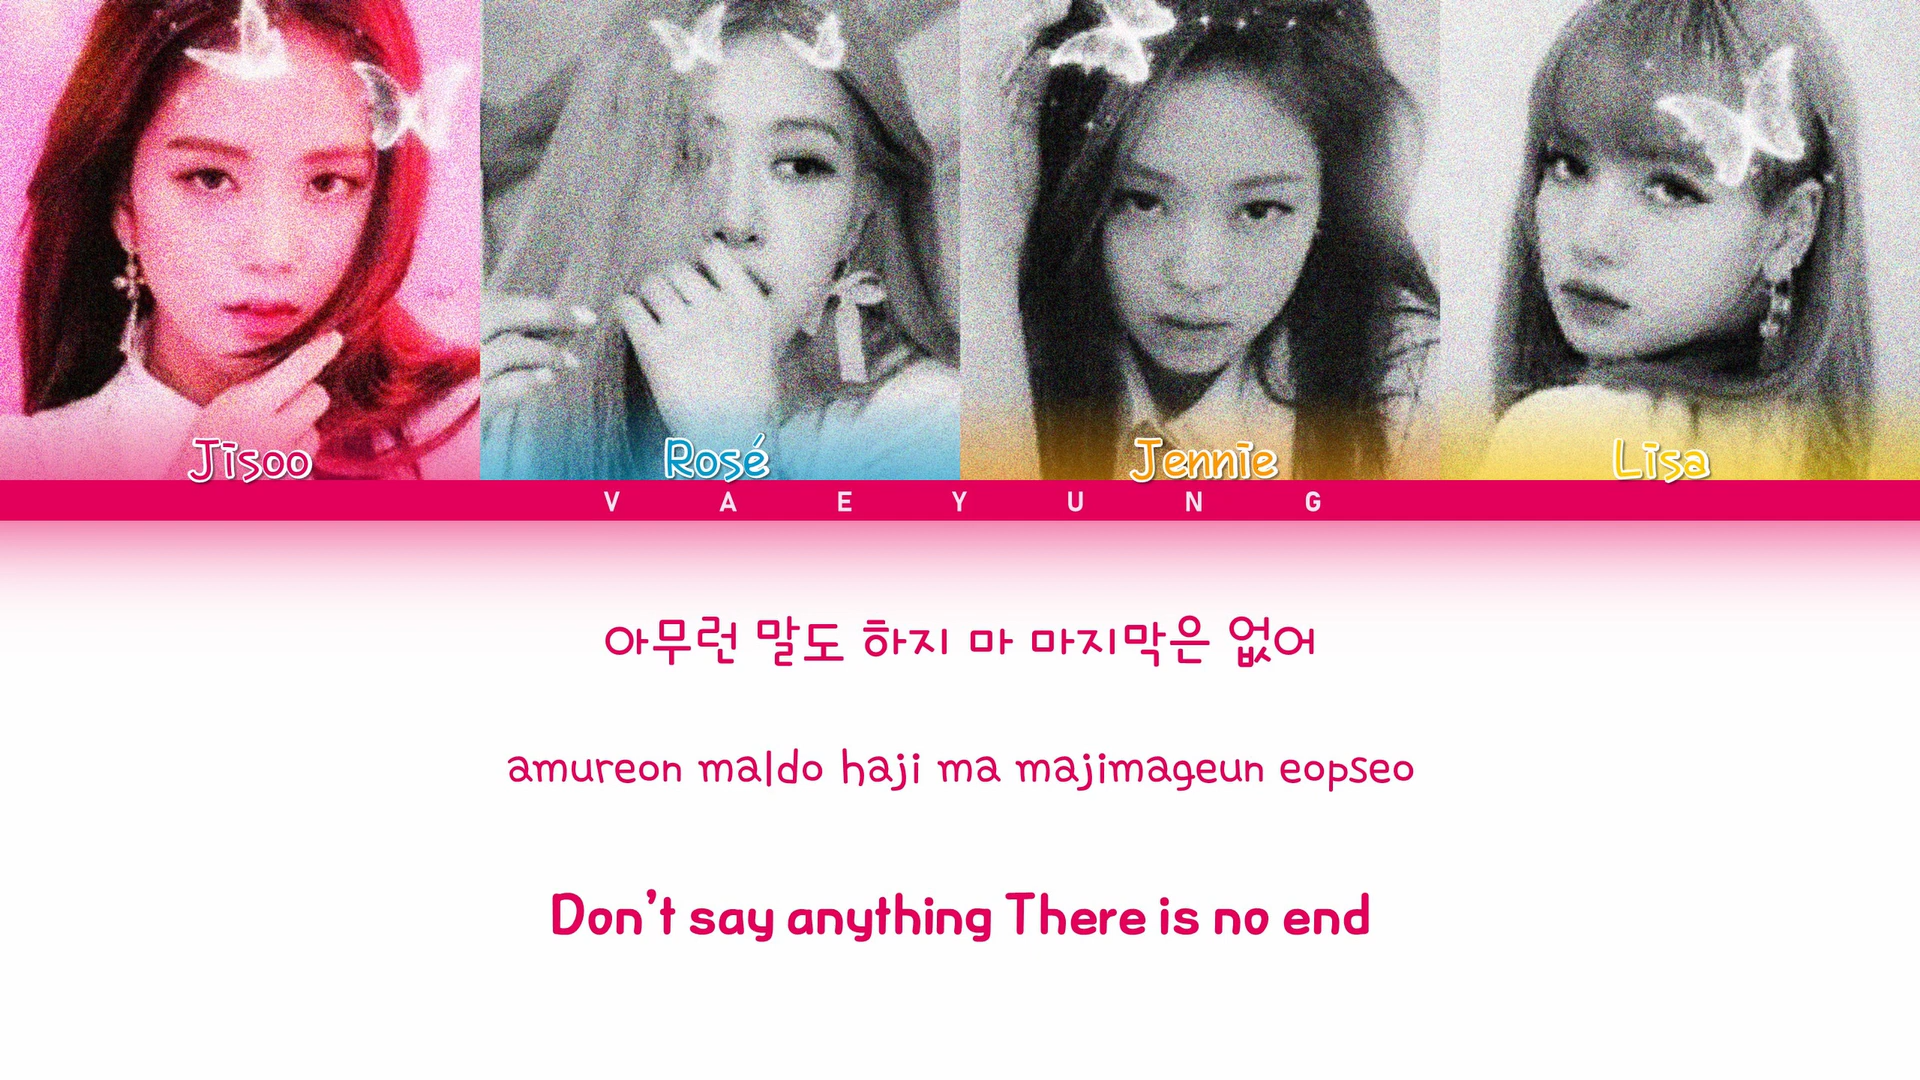 Jisoo
Rosé
Jennie
Lisa
VAEYUNG
아무런 말도 하지 마 마지막은 없어
amureon maldo haji ma majimageun eopseo
Don't say anything There is no end